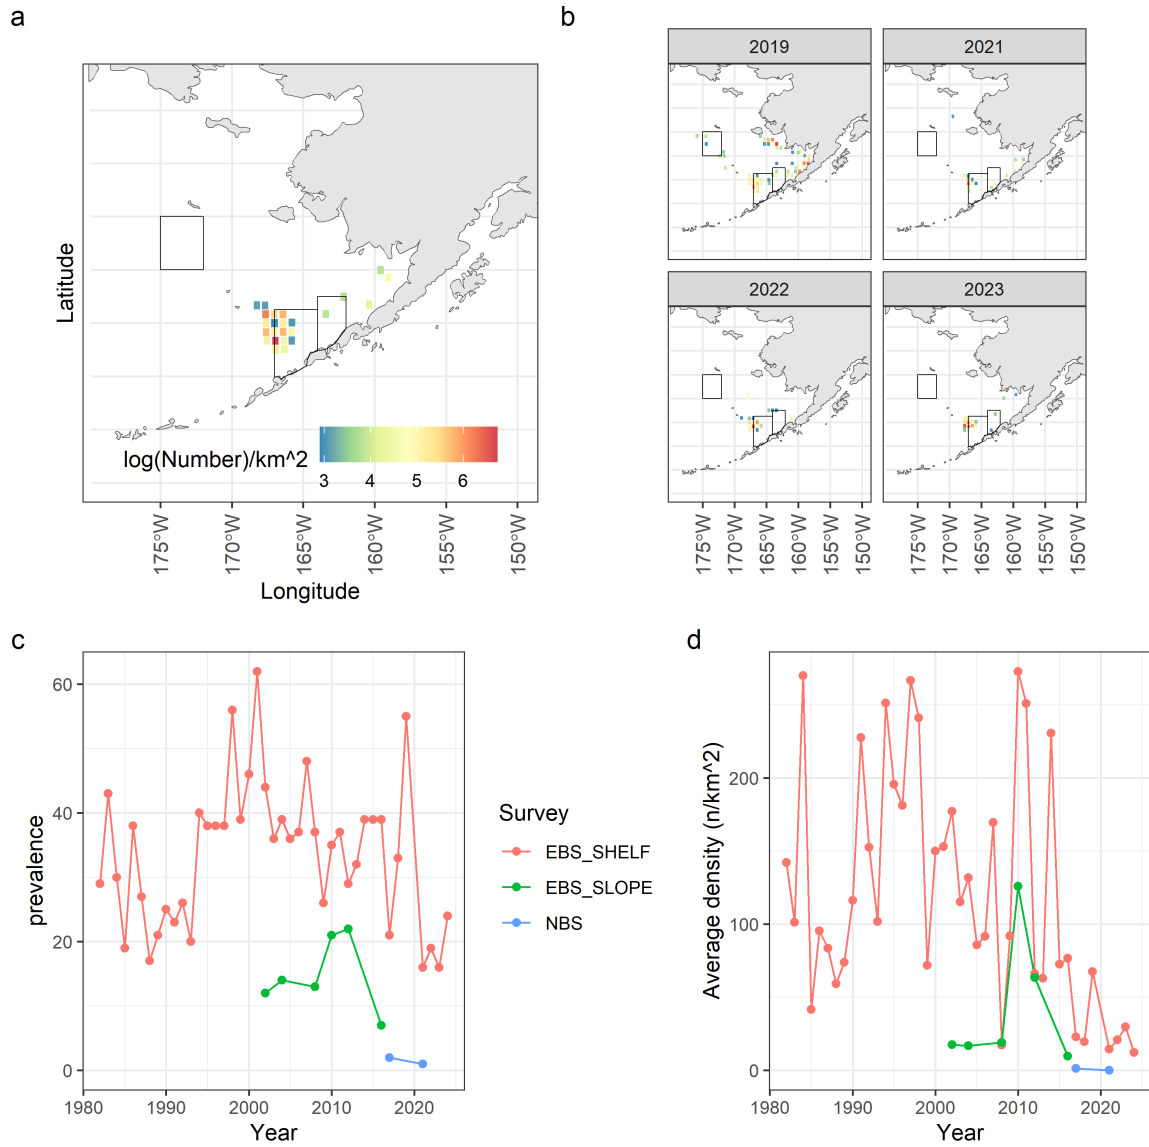 a
b
2019
2021
Latitude
log(Number)/km^2
3
4
5
6
2022
2023
175°W
170°W
165°W
160°W
155°W
150°W
Longitude
175°W
170°W
165°W
160°W
155°W
150°W
175°W
170°W
165°W
160°W
155°W
150°W
c
d
prevalence
60
40
20
0
1980
1990
2000
2010
2020
Year
Survey
EBS_SHELF
EBS_SLOPE
NBS
Average density (n/km^2)
200
100
0
1980
1990
2000
2010
2020
Year